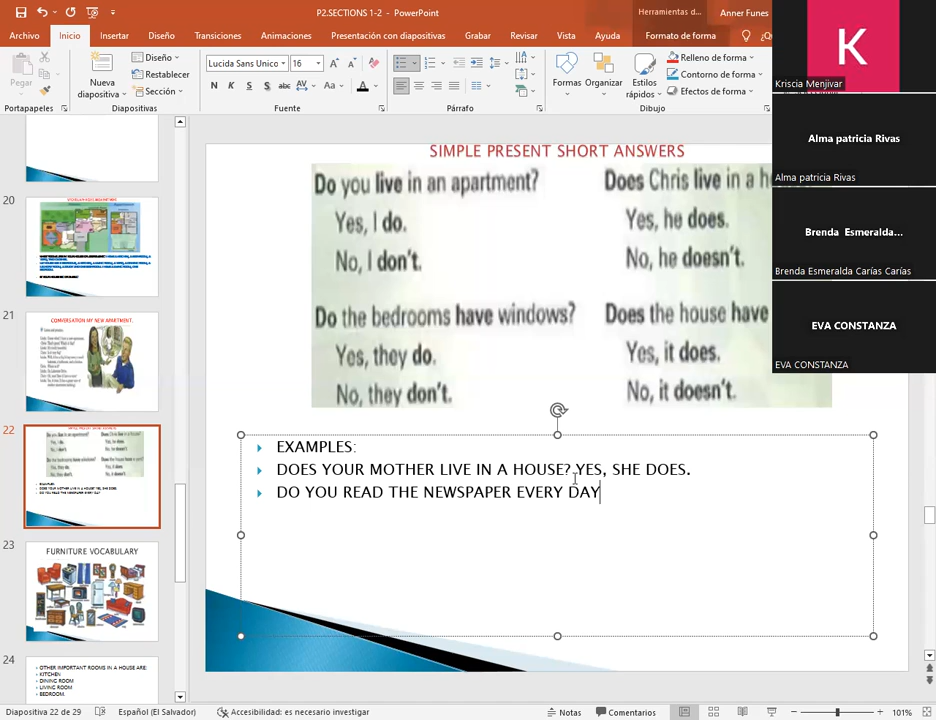 P2.SECTIONS 1-2 - PowerPoint
Herramientas d...
Anner Funes
Archivo
Inicio
Insertar
Diseño
Transiciones
Animaciones
Presentación con diapositivas
Grabar
Revisar
Vista
Ayuda
Formato de forma
Pegar
Nueva diapositiva
Diseño
Restablecer
Sección
Lucida Sans Unico
16
N K S S abc AV Aa A
Formas
Organizar
Estilos rápidos
Relleno de forma
Contorno de forma
Efectos de forma
Portapapeles
Diapositivas
Fuente
Párrafo
Dibujo
K
Kriscia Menjivar
Alma patricia Rivas
Alma patricia Rivas
Brenda Esmeralda...
Brenda Esmeralda Carías Carías
EVA CONSTANZA
EVA CONSTANZA
20
21
CONVERSATION MY NEW APARTMENT.
22
23
FURNITURE VOCABULARY
24
OTHER IMPORTANT ROOMS IN A HOUSE ARE:
KITCHEN
DINING ROOM
LIVING ROOM
BEDROOM.
SIMPLE PRESENT SHORT ANSWERS
Do you live in an apartment?
Yes, I do.
No, I don't.
Do the bedrooms have windows?
Yes, they do.
No, they don't.
Does Chris live in a h
Yes, he does.
No, he doesn't.
Does the house have
Yes, it does.
No, it doesn't.
EXAMPLES:
DOES YOUR MOTHER LIVE IN A HOUSE? YES, SHE DOES.
DO YOU READ THE NEWSPAPER EVERY DAY
Diapositiva 22 de 29
Español (El Salvador)
Accesibilidad: es necesario investigar
Notas
Comentarios
101%